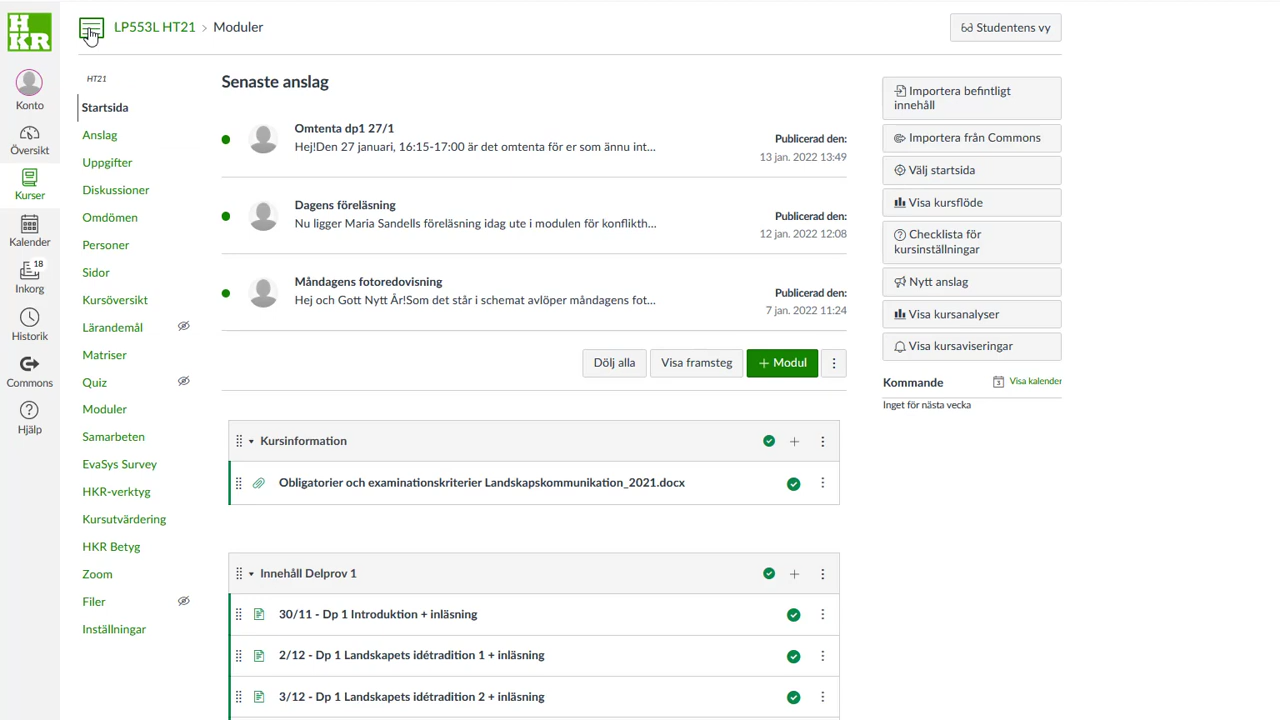 HKR
LP553L HT21 > Moduler
Studentens vy
Konto
Översikt
Kurser
Kalender
18
Inkorg
Historik
Commons
Hjälp
HT21
Startsida
Anslag
Uppgifter
Diskussioner
Omdömen
Personer
Sidor
Kursöversikt
Lärandemål
Matriser
Quiz
Moduler
Samarbeten
EvaSys Survey
HKR-verktyg
Kursutvärdering
HKR Betyg
Zoom
Filer
Inställningar
Senaste anslag
Omtenta dp1 27/1
Hej!Den 27 januari, 16:15-17:00 är det omtenta för er som ännu int...
Publicerad den:
13 jan. 2022 13:49
Dagens föreläsning
Nu ligger Maria Sandells föreläsning idag ute i modulen för konflikth...
Publicerad den:
12 jan. 2022 12:08
Måndagens fotoredovisning
Hej och Gott Nytt År!Som det står i schemat avlöper måndagens fot...
Publicerad den:
7 jan. 2022 11:24
Dölj alla
Visa framsteg
+ Modul
Kursinformation
Obligatorier och examinationskriterier Landskapskommunikation_2021.docx
Innehåll Delprov 1
30/11 - Dp 1 Introduktion + inläsning
2/12 - Dp 1 Landskapets idétradition 1 + inläsning
3/12 - Dp 1 Landskapets idétradition 2 + inläsning
Importera befintligt
innehåll
Importera från Commons
Välj startsida
Visa kursflöde
Checklista för
kursinställningar
Nytt anslag
Visa kursanalyser
Visa kursaviseringar
Kommande
Visa kalender
Inget för nästa vecka